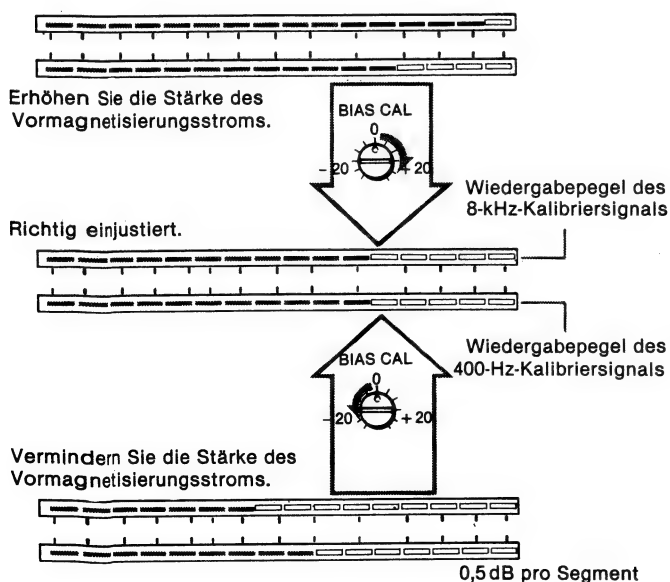 Erhöhen Sie die Stärke des
Vormagnetisierungsstroms.
BIAS CAL
0
- 20
+ 20
Richtig einjustiert.
Wiedergabepegel des
8-kHz-Kalibriersignals
Wiedergabepegel des
400-Hz-Kalibriersignals
BIAS CAL
0
- 20
+ 20
Vermindern Sie die Stärke des
Vormagnetisierungsstroms.
0,5 dB pro Segment